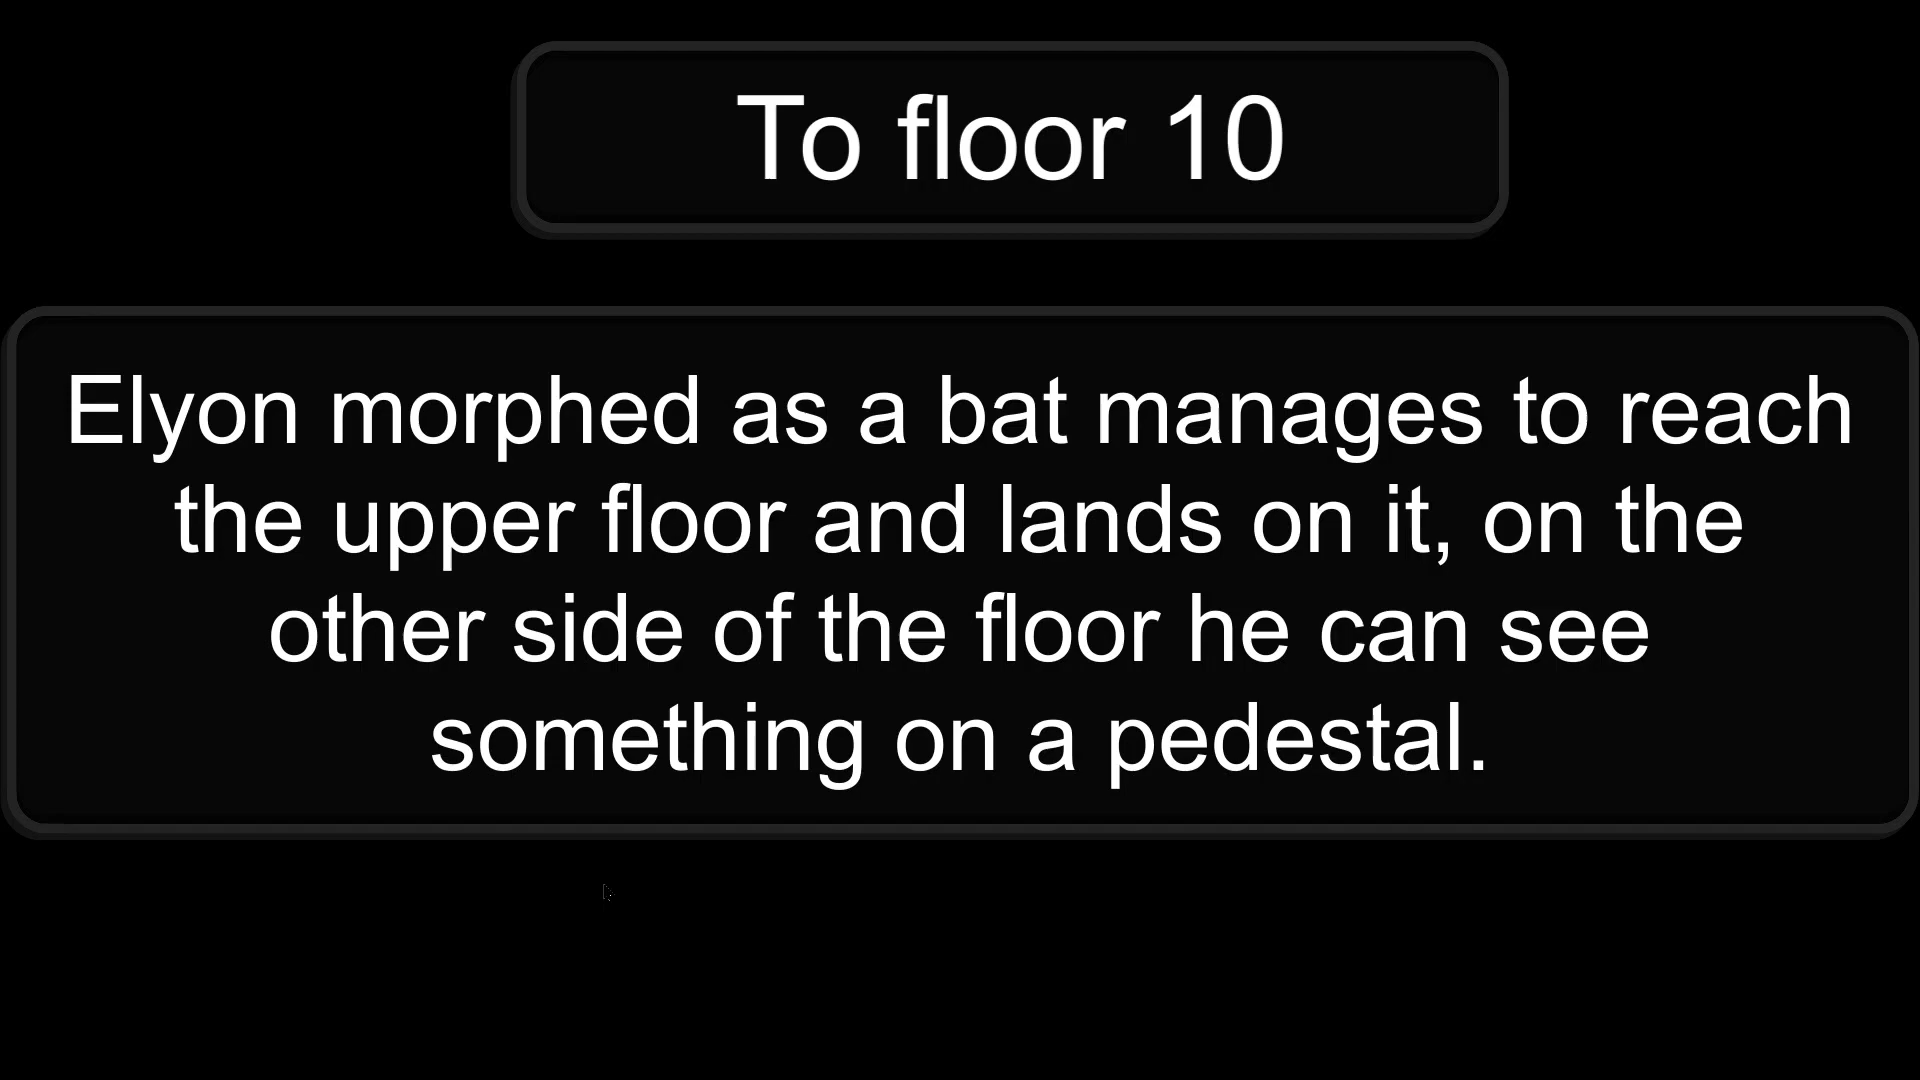 To floor 10
Elyon morphed as a bat manages to reach
the upper floor and lands on it, on the
other side of the floor he can see
something on a pedestal.